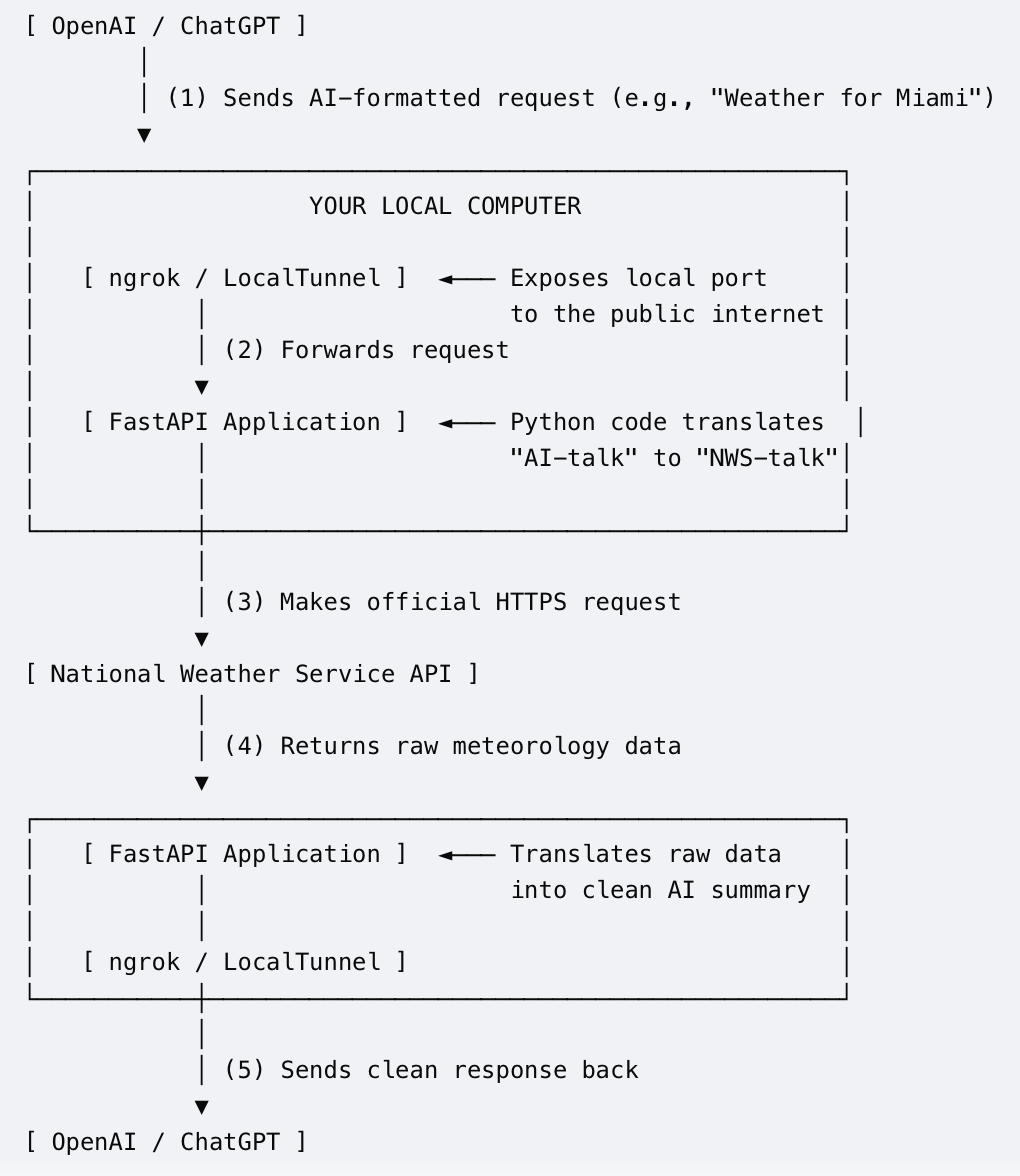 [ OpenAI / ChatGPT ]
(1) Sends AI-formatted request (e.g., "Weather for Miami")
YOUR LOCAL COMPUTER
[ ngrok / LocalTunnel ] ◄─── Exposes local port
to the public internet
(2) Forwards request
[ FastAPI Application ] ◄─── Python code translates
"AI-talk" to "NWS-talk"
(3) Makes official HTTPS request
[ National Weather Service API ]
(4) Returns raw meteorology data
[ FastAPI Application ] ◄─── Translates raw data
into clean AI summary
[ ngrok / LocalTunnel ]
(5) Sends clean response back
[ OpenAI / ChatGPT ]